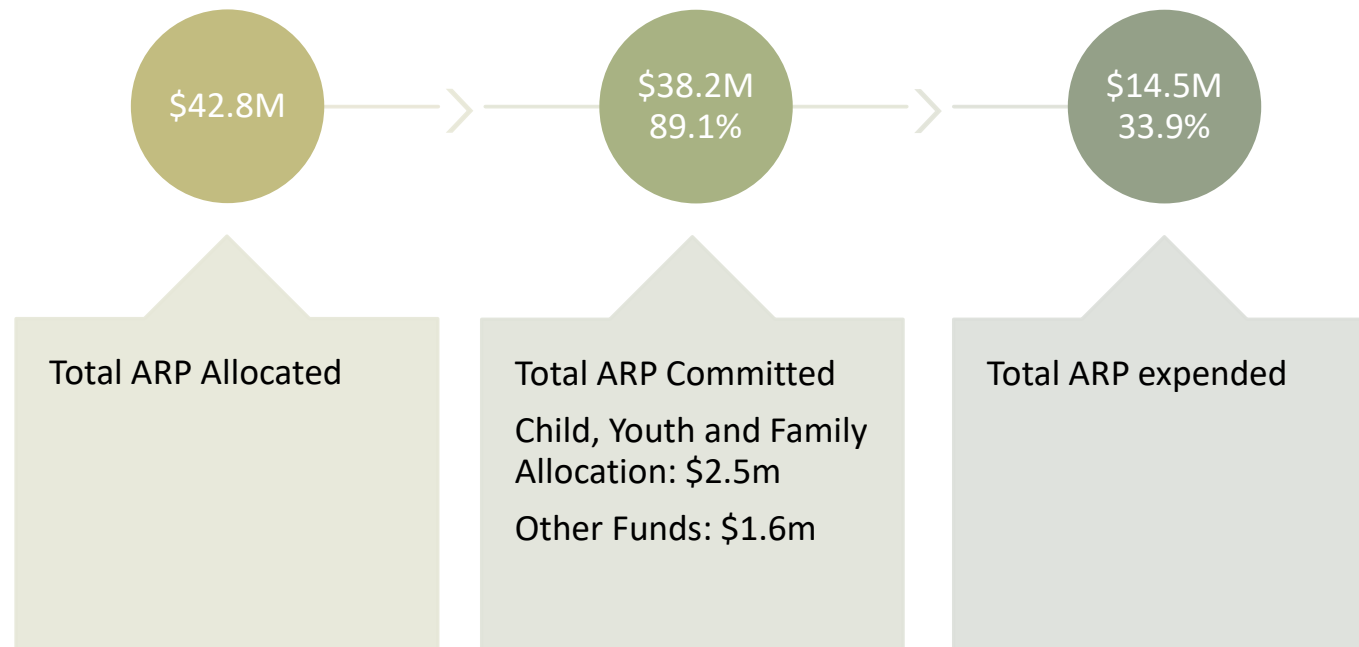 $42.8M
$38.2M
89.1%
$14.5M
33.9%
Total ARP Allocated
Total ARP Committed
Child, Youth and Family
Allocation: $2.5m
Other Funds: $1.6m
Total ARP expended